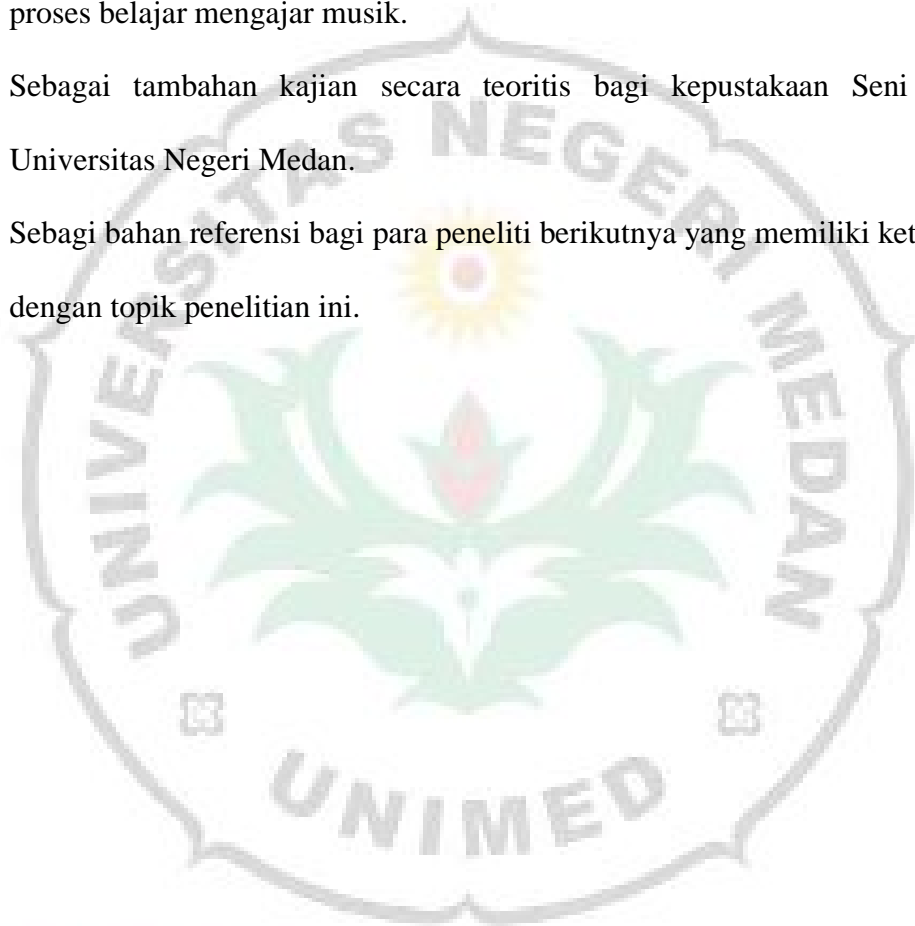 proses belajar mengajar musik.
Sebagai tambahan kajian secara teoritis bagi kepustakaan Seni
Universitas Negeri Medan.
Sebagi bahan referensi bagi para peneliti berikutnya yang memiliki ket
dengan topik penelitian ini.
UNIVERSITAS NEGERI MEDAN
UNIMED